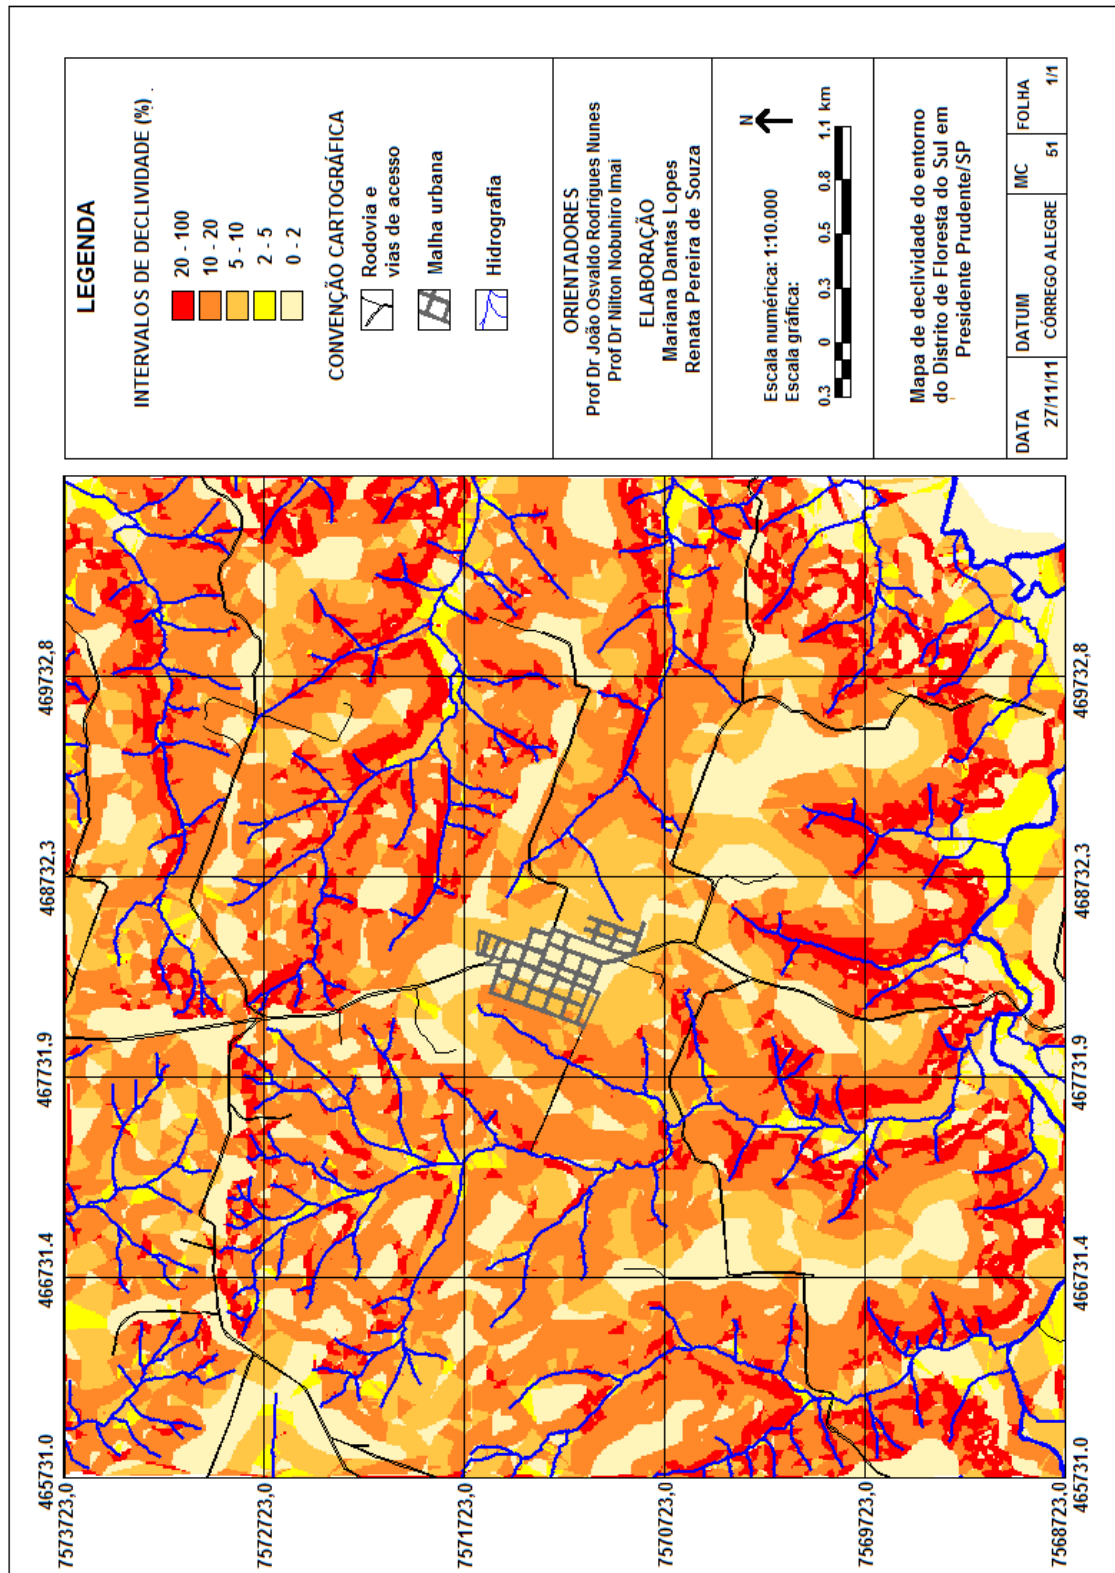 LEGENDA
INTERVALOS DE DECLIVIDADE (%) .
20 - 100
10 - 20
5 - 10
2 - 5
0 - 2
CONVENÇÃO CARTOGRÁFICA
Rodovia e
vias de acesso
Malha urbana
Hidrografia
ORIENTADORES
Prof Dr João Osvaldo Rodrigues Nunes
Prof Dr Nilton Nobuhiro Imai
ELABORAÇÃO
Mariana Dantas Lopes
Renata Pereira de Souza
N
Escala numérica: 1:10.000
Escala gráfica:
0.3 0 0.3 0.5 0.8 1.1 km
Mapa de declividade do entorno
do Distrito de Floresta do Sul em
Presidente Prudente/SP
DATA DATUM MC FOLHA
27/11/11 CÓRREGO ALEGRE 51 1/1
465731.0 466731.4 467731.9 468732.3 469732,8
7573723,0
7572723,0
7571723,0
7570723,0
7569723,0
7568723,0
465731.0 466731.4 467731.9 468732.3 469732,8